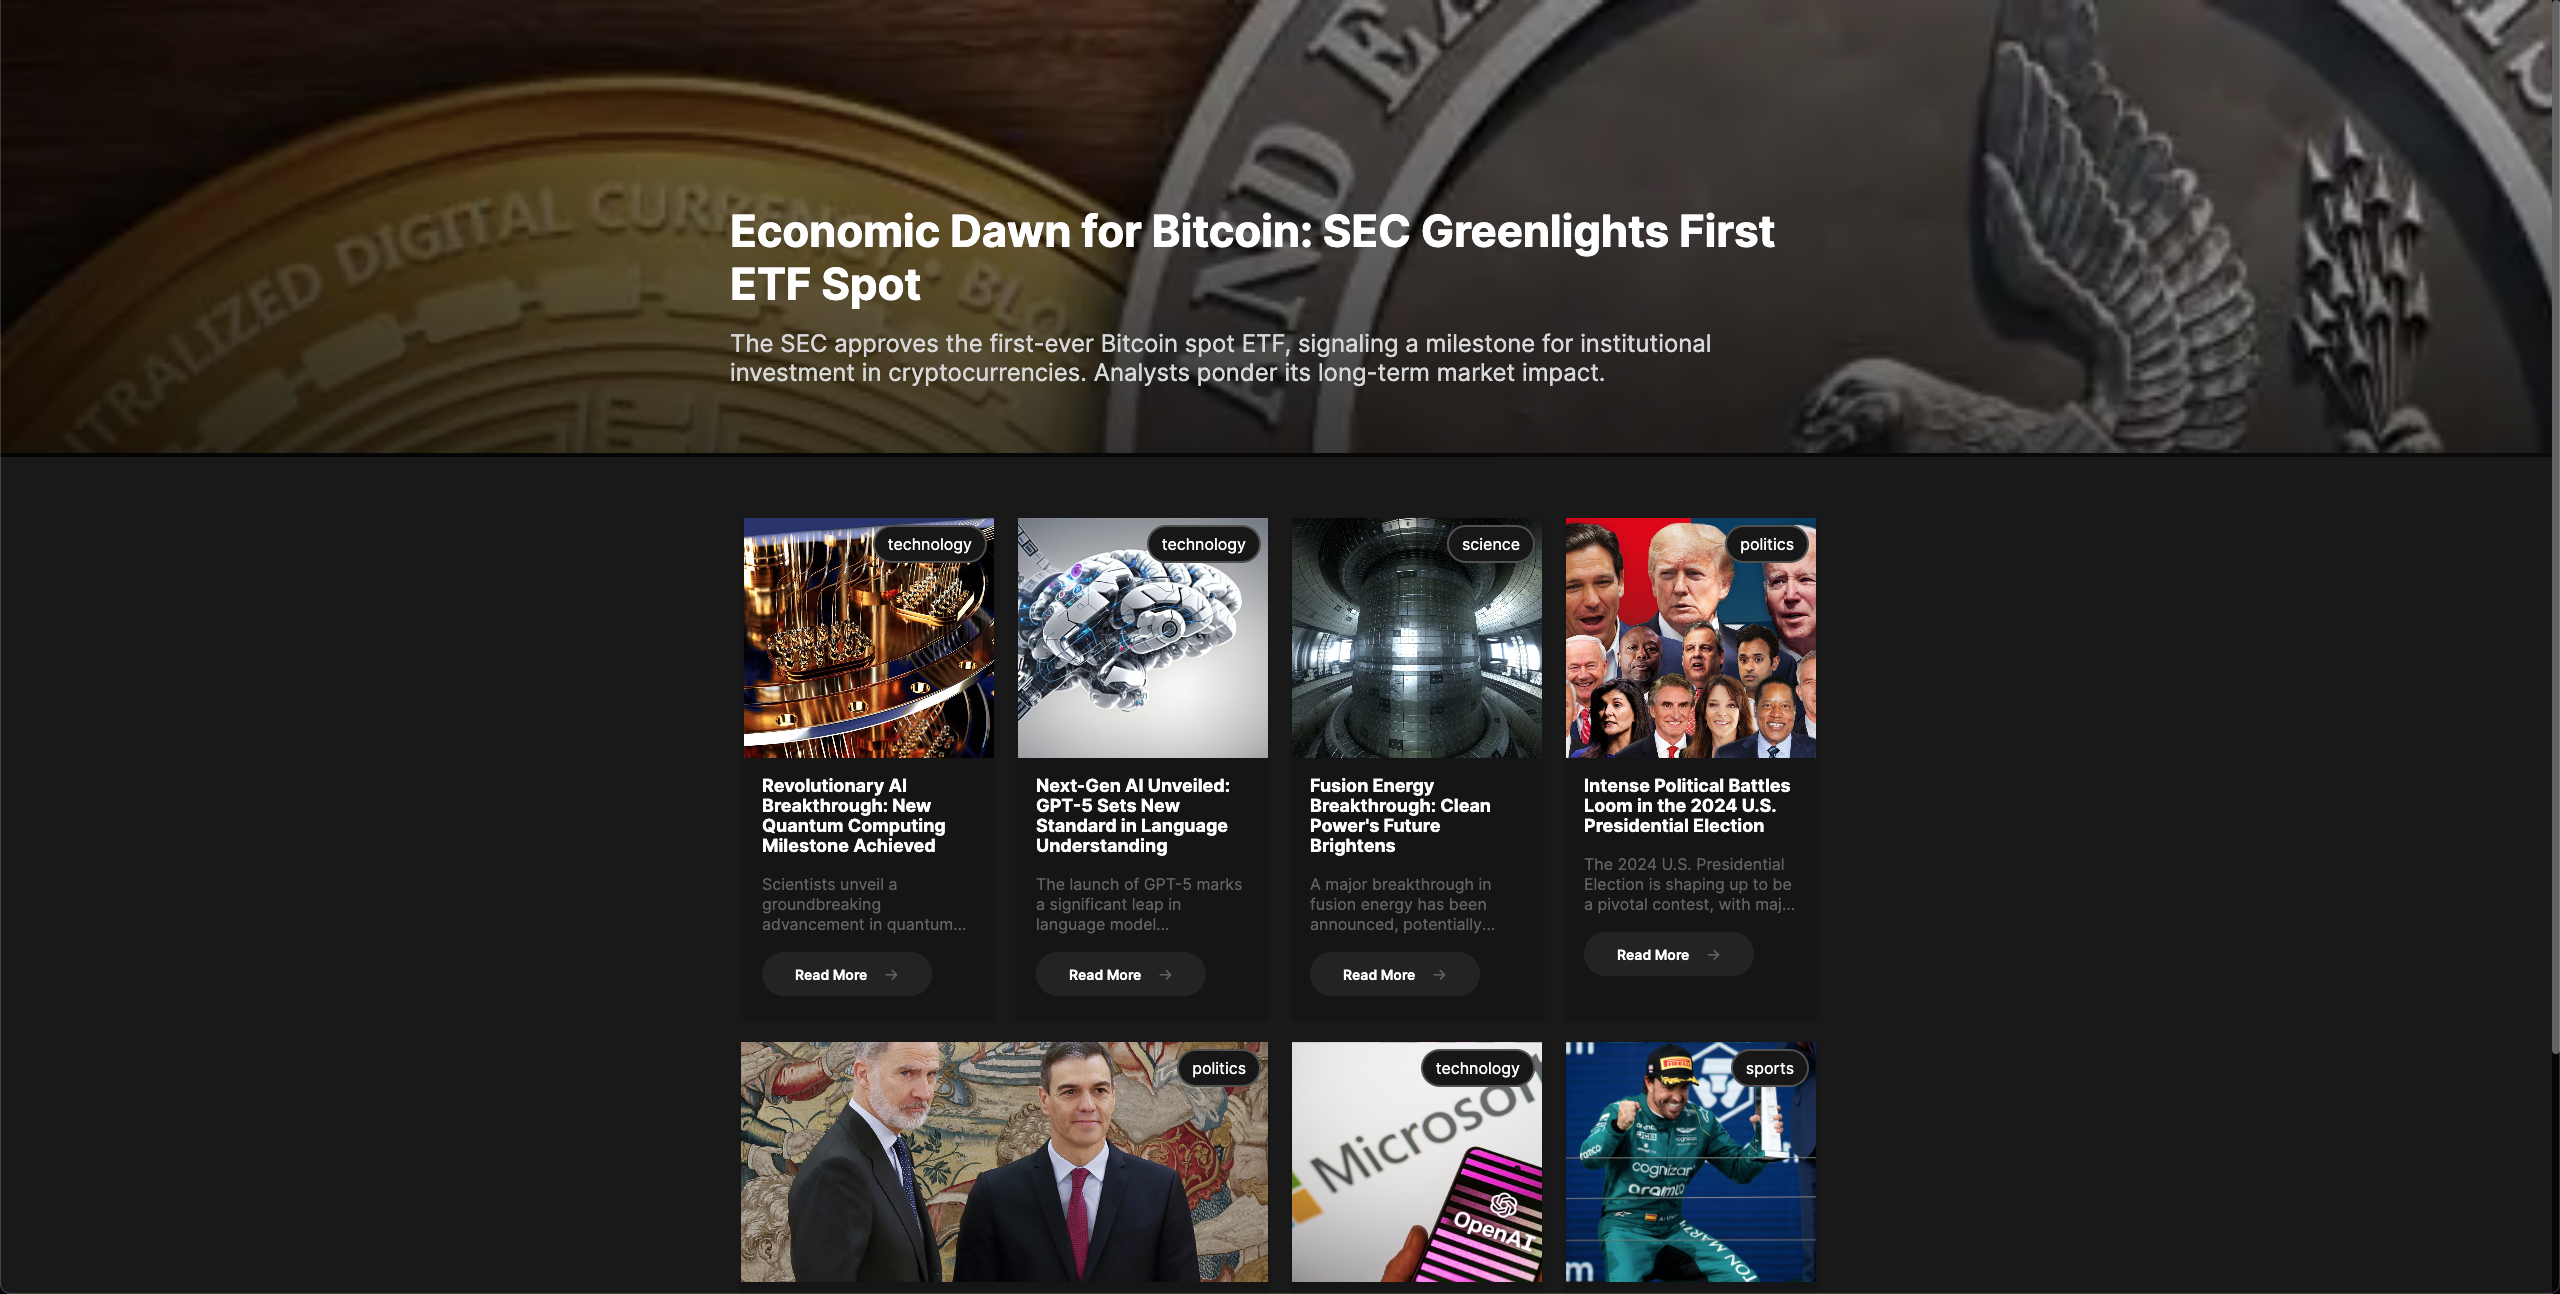 AND EX
TRALIZED DIGITAL CURRENCY • BLO
Economic Dawn for Bitcoin: SEC Greenlights First
ETF Spot
The SEC approves the first-ever Bitcoin spot ETF, signaling a milestone for institutional
investment in cryptocurrencies. Analysts ponder its long-term market impact.
technology
technology
science
politics
Revolutionary AI
Breakthrough: New
Quantum Computing
Milestone Achieved
Next-Gen AI Unveiled:
GPT-5 Sets New
Standard in Language
Understanding
Fusion Energy
Breakthrough: Clean
Power's Future
Brightens
Intense Political Battles
Loom in the 2024 U.S.
Presidential Election
Scientists unveil a
groundbreaking
advancement in quantum...
The launch of GPT-5 marks
a significant leap in
language model...
A major breakthrough in
fusion energy has been
announced, potentially...
The 2024 U.S. Presidential
Election is shaping up to be
a pivotal contest, with maj...
Read More →
Read More →
Read More →
Read More →
politics
technology
sports
Microsof
OpenAI
PIRELLI
cognizan
aramco
TON MARTI